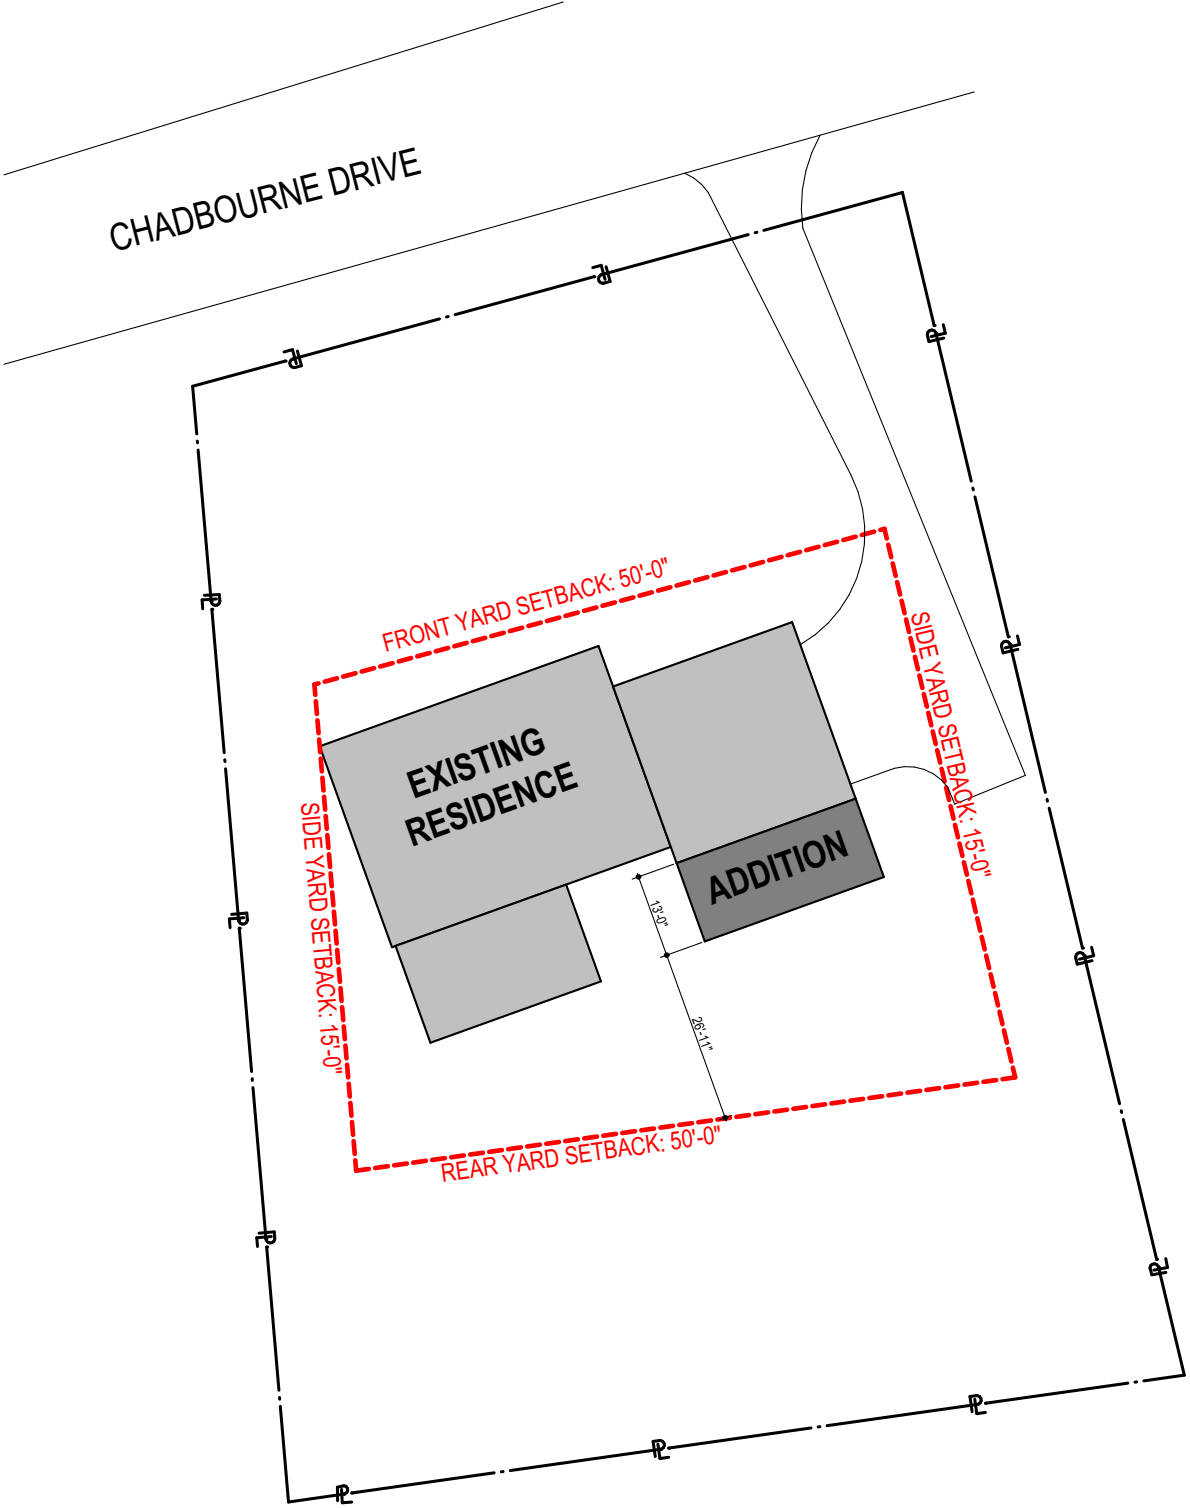 CHADBOURNE DRIVE
PL
PL
PL
PL
FRONT YARD SETBACK: 50'-0"
PL
SIDE YARD SETBACK: 15'-0"
EXISTING
RESIDENCE
SIDE YARD SETBACK: 15'-0"
ADDITION
13'-0"
PL
PL
26'-11"
REAR YARD SETBACK: 50'-0"
PL
PL
PL
PL
PL